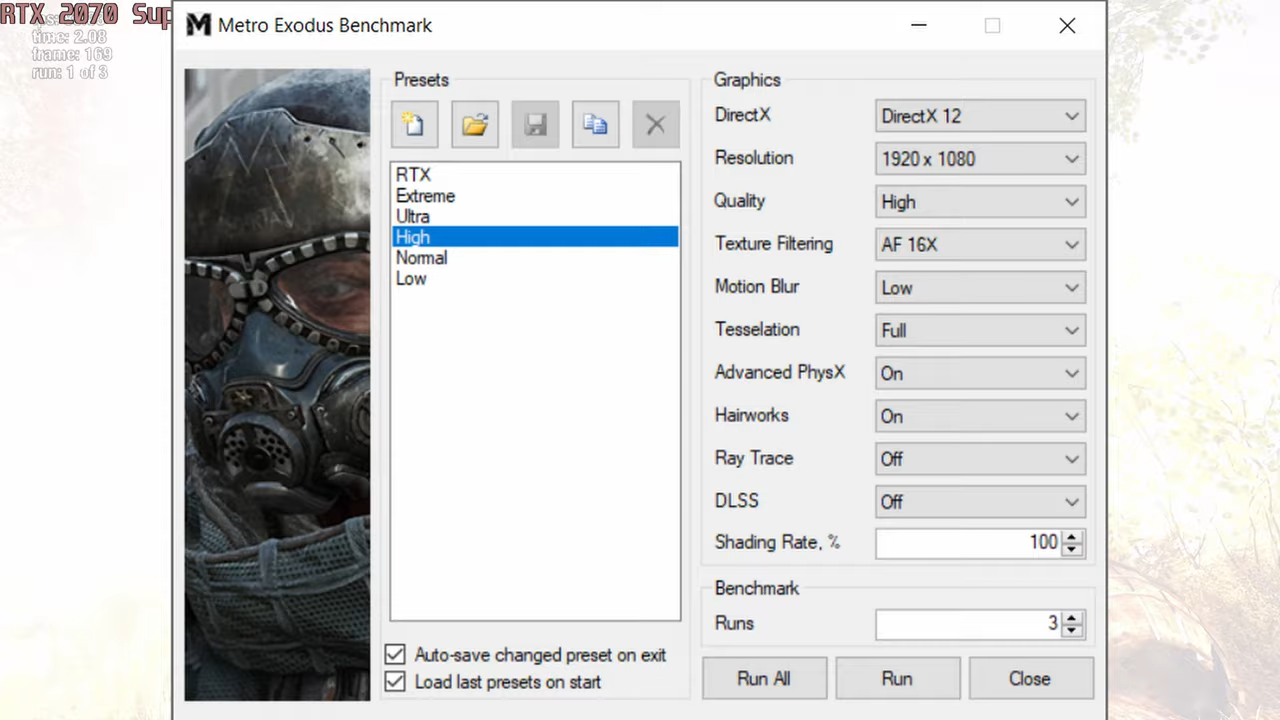 RTX 2070 Sup
time: 2.08
frame: 169
run: 1 of 3
Metro Exodus Benchmark
Presets
RTX
Extreme
Ultra
High
Normal
Low
Auto-save changed preset on exit
Load last presets on start
Graphics
DirectX DirectX 12
Resolution 1920 x 1080
Quality High
Texture Filtering AF 16X
Motion Blur Low
Tesselation Full
Advanced PhysX On
Hairworks On
Ray Trace Off
DLSS Off
Shading Rate, % 100
Benchmark
Runs 3
Run All Run Close